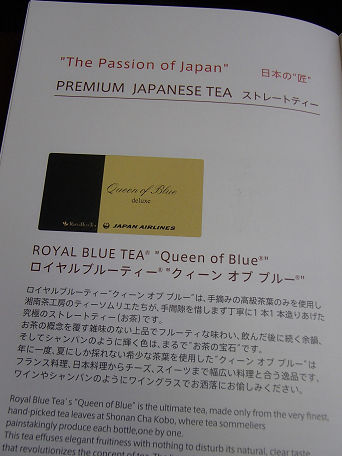 "The Passion of Japan" 日本の"匠"
PREMIUM JAPANESE TEA ストレートティー
Queen of Blue
deluxe
JAPAN AIRLINES
ROYAL BLUE TEA® "Queen of Blue®"
ロイヤルブルーティー® "クィーン オブ ブルー®"
ロイヤルブルーティー"クィーン オブ ブルー"は、手摘みの高級茶葉のみを使用し
湘南茶工房のティーソムリエたちが、手間隙を惜しまず丁寧に1本1本造りあげた
究極のストレートティー(お茶)です。
お茶の概念を覆す雑味のない上品でフルーティな味わい、飲んだ後に続く余韻、
そしてシャンパンのように輝く色は、まるで"お茶の宝石"です。
年に一度、夏にしか採れない希少な茶葉を使用した"クィーン オブ ブルー"は
フランス料理、日本料理からチーズ、スイーツまで幅広い料理と合う逸品です、
ワインやシャンパンのようにワイングラスでお洒落にお愉しみください。
Royal Blue Tea's "Queen of Blue" is the ultimate tea, made only from the very finest,
hand-picked tea leaves at Shonan Cha Kobo, where tea sommeliers
painstakingly produce each bottle,one by one.
This tea effuses elegant fruitiness with nothing to disturb its natural, clear taste
that revolutionizes the concept of tea.